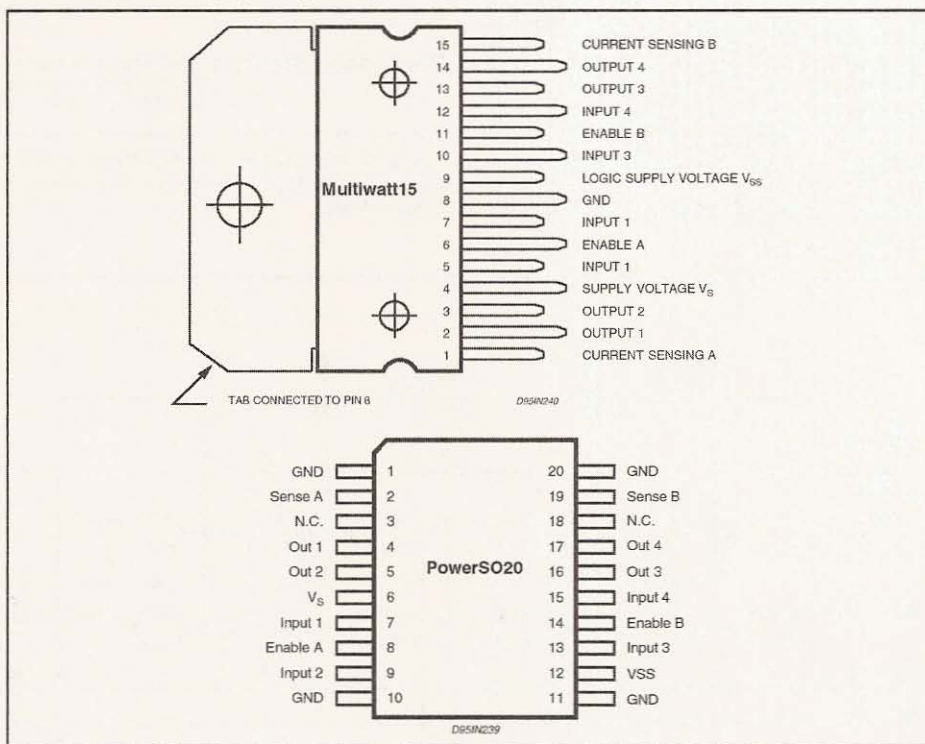 15 CURRENT SENSING B
14 OUTPUT 4
13 OUTPUT 3
12 INPUT 4
11 ENABLE B
10 INPUT 3
9 LOGIC SUPPLY VOLTAGE VSS
8 GND
7 INPUT 1
6 ENABLE A
5 INPUT 1
4 SUPPLY VOLTAGE VS
3 OUTPUT 2
2 OUTPUT 1
1 CURRENT SENSING A
Multiwatt15
TAB CONNECTED TO PIN 8
D95IN240
GND 1 20 GND
Sense A 2 19 Sense B
N.C. 3 18 N.C.
Out 1 4 17 Out 4
Out 2 5 16 Out 3
VS 6 15 Input 4
Input 1 7 14 Enable B
Enable A 8 13 Input 3
Input 2 9 12 VSS
GND 10 11 GND
PowerSO20
D95IN239